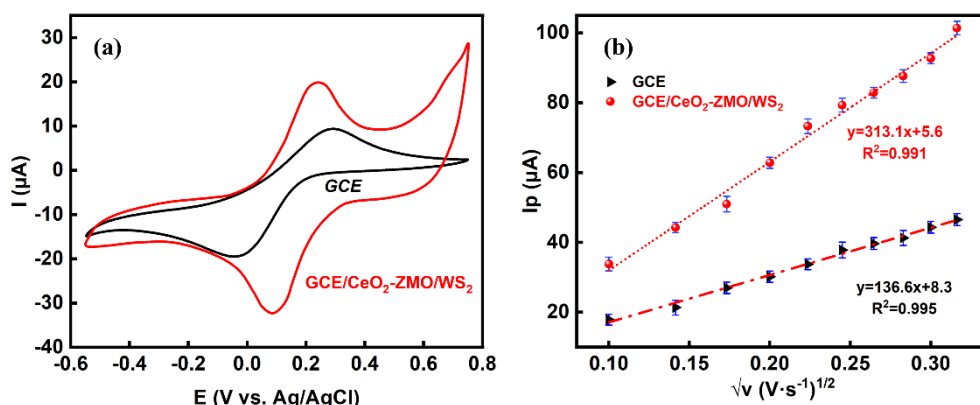 (a)
30
20
10
0
-10
-20
-30
-40
I (µA)
GCE
GCE/CeO₂-ZMO/WS₂
-0.6 -0.4 -0.2 0.0 0.2 0.4 0.6 0.8
E (V vs. Ag/AgCl)
(b)
100
80
60
40
20
Ip (µA)
GCE
GCE/CeO₂-ZMO/WS₂
y=313.1x+5.6
R²=0.991
y=136.6x+8.3
R²=0.995
0.10 0.15 0.20 0.25 0.30
√v (V·s⁻¹)¹/²